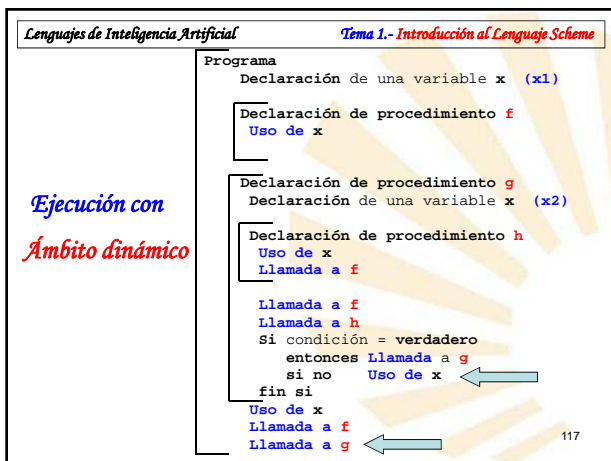 Lenguajes de Inteligencia Artificial Tema 1.- Introducción al Lenguaje Scheme
Programa
Declaración de una variable x (x1)
Declaración de procedimiento f
Uso de x
Declaración de procedimiento g
Declaración de una variable x (x2)
Ejecución con
Ámbito dinámico
Declaración de procedimiento h
Uso de x
Llamada a f
Llamada a f
Llamada a h
Si condición = verdadero
entonces Llamada a g
si no Uso de x
fin si
Uso de x
Llamada a f
Llamada a g
117